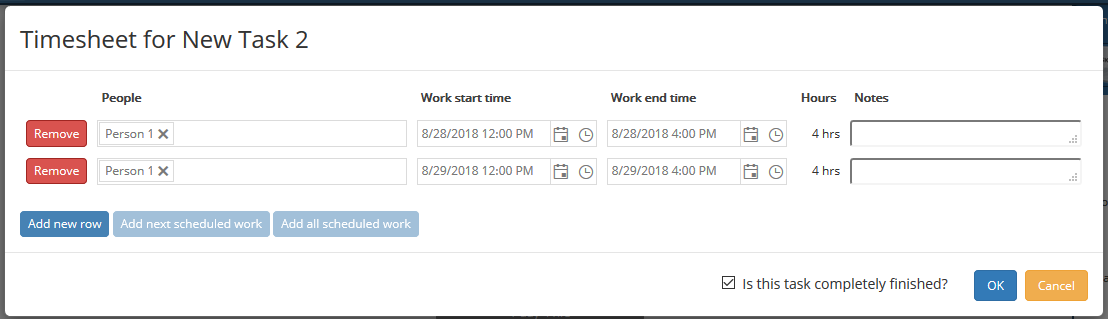 Timesheet for New Task 2
People Work start time Work end time Hours Notes
Remove Person 1 8/28/2018 12:00 PM 8/28/2018 4:00 PM 4 hrs
Remove Person 1 8/29/2018 12:00 PM 8/29/2018 4:00 PM 4 hrs
Add new row Add next scheduled work Add all scheduled work
Is this task completely finished? OK Cancel